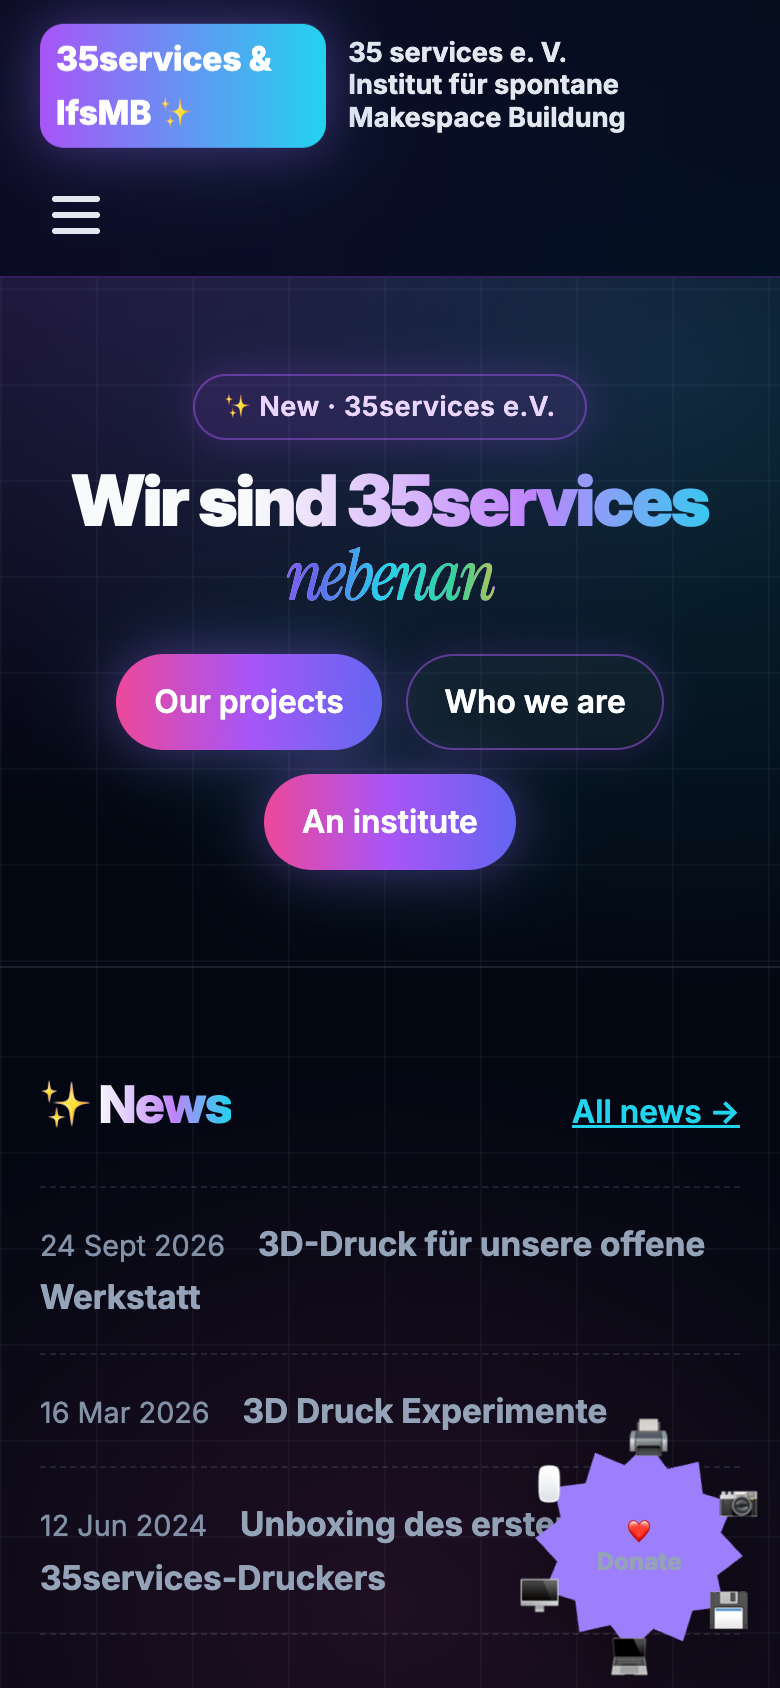 35services &
IfsMB ✨
35 services e. V.
Institut für spontane
Makespace Buildung
✨ New · 35services e.V.
Wir sind 35services
nebenan
Our projects
Who we are
An institute
✨ News
All news →
24 Sept 2026 3D-Druck für unsere offene
Werkstatt
16 Mar 2026 3D Druck Experimente
12 Jun 2024 Unboxing des
35services-Druckers
❤️
Donate